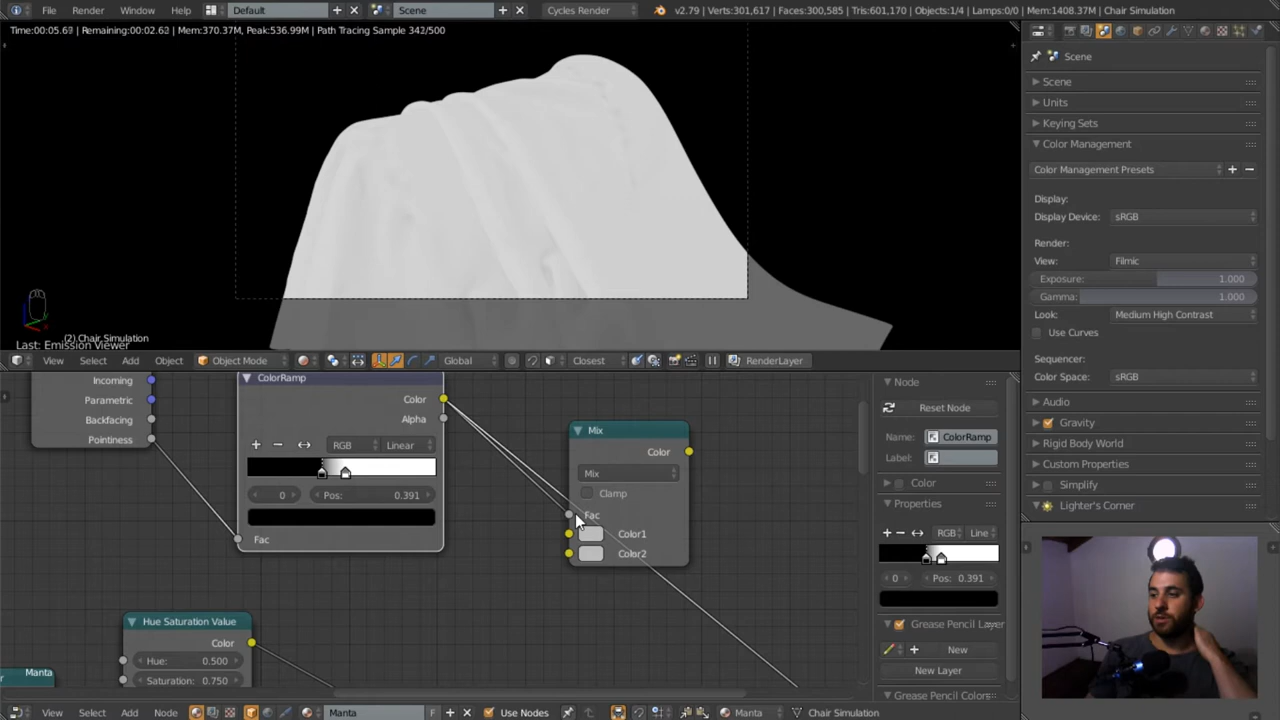 File Render Window Help Default Scene Cycles Render v2.79 | Verts:301,617 | Faces:300,585 | Tris:601,170 | Objects:1/4 | Lamps:0/0 | Mem:1408.37M | Chair Simulation
Time:00:05.69 | Remaining:00:02.62 | Mem:370.37M, Peak:536.99M | Path Tracing Sample 342/500
(2) Chair Simulation
Last: Emission Viewer
View Select Add Object Object Mode Global Closest RenderLayer
Scene
Scene
Units
Keying Sets
Color Management
Color Management Presets
Display:
Display Device: sRGB
Render:
View: Filmic
Exposure: 1.000
Gamma: 1.000
Look: Medium High Contrast
Use Curves
Sequencer:
Color Space: sRGB
Audio
Gravity
Rigid Body World
Custom Properties
Simplify
Lighter's Corner
Incoming
Parametric
Backfacing
Pointiness
ColorRamp
Color
Alpha
RGB Linear
0 Pos: 0.391
Fac
Mix
Color
Mix
Clamp
Fac
Color1
Color2
Hue Saturation Value
Color
Hue: 0.500
Saturation: 0.750
Manta
Node
Reset Node
Name: ColorRamp
Label:
Color
Properties
RGB Line
0 Pos: 0.391
Grease Pencil Layer
New
New Layer
Grease Pencil Colors
View Select Add Node Manta F Use Nodes Manta Chair Simulation